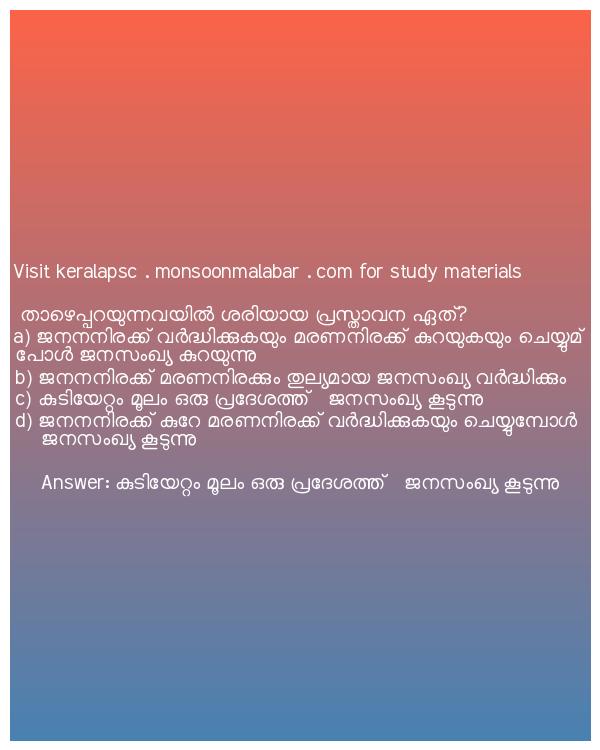 Visit keralapsc . monsoonmalabar . com for study materials
താഴെപ്പറയുന്നവയിൽ ശരിയായ പ്രസ്താവന ഏത്?
a) ജനനനിരക്ക് വർദ്ധിക്കുകയും മരണനിരക്ക് കുറയുകയും ചെയ്യുമ്
പോൾ ജനസംഖ്യ കുറയുന്നു
b) ജനനനിരക്ക് മരണനിരക്കും തുല്യമായ ജനസംഖ്യ വർദ്ധിക്കും
c) കുടിയേറ്റം മൂലം ഒരു പ്രദേശത്ത് ജനസംഖ്യ കൂടുന്നു
d) ജനനനിരക്ക് കുറേ മരണനിരക്ക് വർദ്ധിക്കുകയും ചെയ്യുമ്പോൾ
ജനസംഖ്യ കൂടുന്നു
Answer: കുടിയേറ്റം മൂലം ഒരു പ്രദേശത്ത് ജനസംഖ്യ കൂടുന്നു